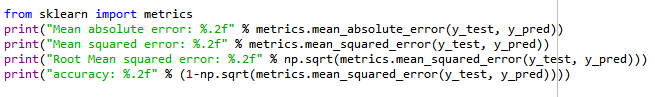 from sklearn import metrics
print("Mean absolute error: %.2f" % metrics.mean_absolute_error(y_test, y_pred))
print("Mean squared error: %.2f" % metrics.mean_squared_error(y_test, y_pred))
print("Root Mean squared error: %.2f" % np.sqrt(metrics.mean_squared_error(y_test, y_pred)))
print("accuracy: %.2f" % (1-np.sqrt(metrics.mean_squared_error(y_test, y_pred))))